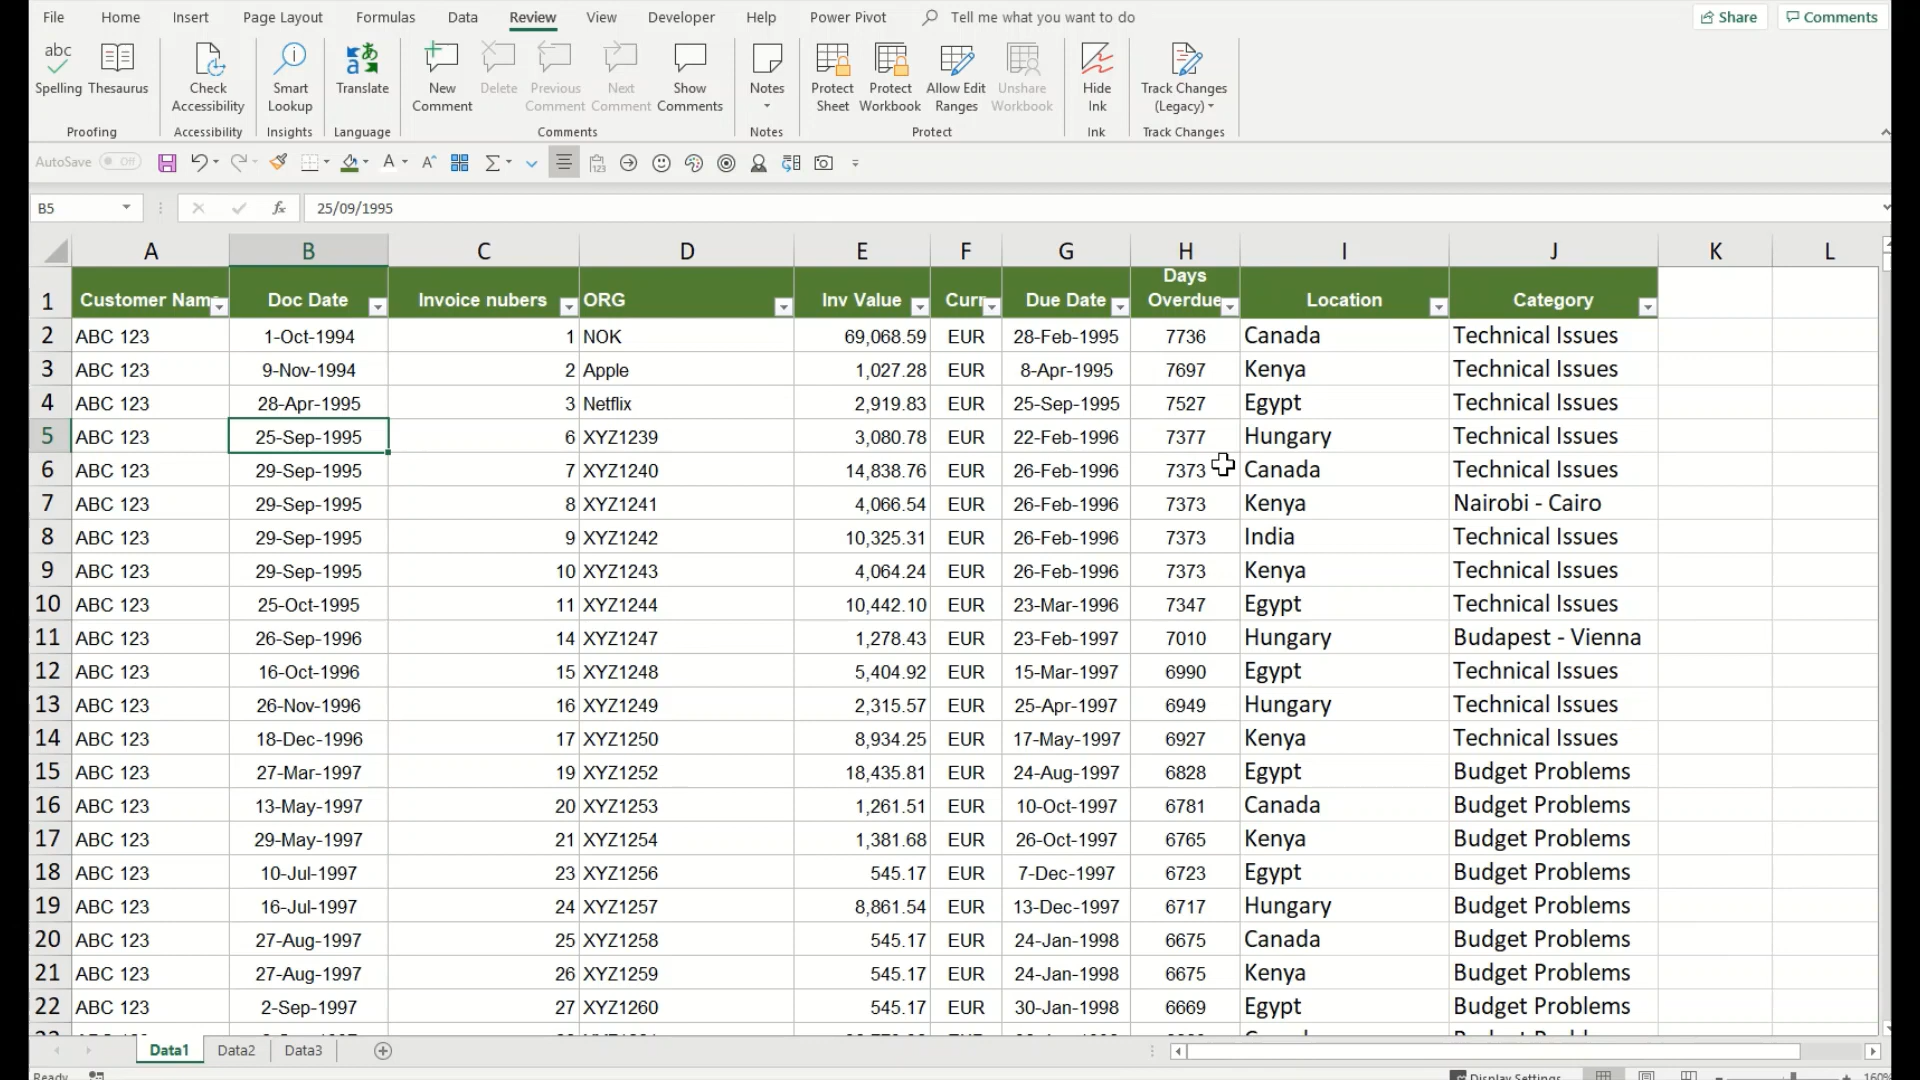 File Home Insert Page Layout Formulas Data Review View Developer Help Power Pivot Tell me what you want to do Share Comments
abc
Spelling Thesaurus Check Accessibility Smart Lookup Translate New Comment Delete Previous Comment Next Comment Show Comments Notes Protect Sheet Protect Workbook Allow Edit Ranges Unshare Workbook Hide Ink Track Changes (Legacy)
Proofing Accessibility Insights Language Comments Notes Protect Ink Track Changes
AutoSave Off
B5 fx 25/09/1995
A B C D E F G H I J K L
1 Customer Nam Doc Date Invoice nubers ORG Inv Value Curr Due Date Days Overdue Location Category
2 ABC 123 1-Oct-1994 1 NOK 69,068.59 EUR 28-Feb-1995 7736 Canada Technical Issues
3 ABC 123 9-Nov-1994 2 Apple 1,027.28 EUR 8-Apr-1995 7697 Kenya Technical Issues
4 ABC 123 28-Apr-1995 3 Netflix 2,919.83 EUR 25-Sep-1995 7527 Egypt Technical Issues
5 ABC 123 25-Sep-1995 6 XYZ1239 3,080.78 EUR 22-Feb-1996 7377 Hungary Technical Issues
6 ABC 123 29-Sep-1995 7 XYZ1240 14,838.76 EUR 26-Feb-1996 7373 Canada Technical Issues
7 ABC 123 29-Sep-1995 8 XYZ1241 4,066.54 EUR 26-Feb-1996 7373 Kenya Nairobi - Cairo
8 ABC 123 29-Sep-1995 9 XYZ1242 10,325.31 EUR 26-Feb-1996 7373 India Technical Issues
9 ABC 123 29-Sep-1995 10 XYZ1243 4,064.24 EUR 26-Feb-1996 7373 Kenya Technical Issues
10 ABC 123 25-Oct-1995 11 XYZ1244 10,442.10 EUR 23-Mar-1996 7347 Egypt Technical Issues
11 ABC 123 26-Sep-1996 14 XYZ1247 1,278.43 EUR 23-Feb-1997 7010 Hungary Budapest - Vienna
12 ABC 123 16-Oct-1996 15 XYZ1248 5,404.92 EUR 15-Mar-1997 6990 Egypt Technical Issues
13 ABC 123 26-Nov-1996 16 XYZ1249 2,315.57 EUR 25-Apr-1997 6949 Hungary Technical Issues
14 ABC 123 18-Dec-1996 17 XYZ1250 8,934.25 EUR 17-May-1997 6927 Kenya Technical Issues
15 ABC 123 27-Mar-1997 19 XYZ1252 18,435.81 EUR 24-Aug-1997 6828 Egypt Budget Problems
16 ABC 123 13-May-1997 20 XYZ1253 1,261.51 EUR 10-Oct-1997 6781 Canada Budget Problems
17 ABC 123 29-May-1997 21 XYZ1254 1,381.68 EUR 26-Oct-1997 6765 Kenya Budget Problems
18 ABC 123 10-Jul-1997 23 XYZ1256 545.17 EUR 7-Dec-1997 6723 Egypt Budget Problems
19 ABC 123 16-Jul-1997 24 XYZ1257 8,861.54 EUR 13-Dec-1997 6717 Hungary Budget Problems
20 ABC 123 27-Aug-1997 25 XYZ1258 545.17 EUR 24-Jan-1998 6675 Canada Budget Problems
21 ABC 123 27-Aug-1997 26 XYZ1259 545.17 EUR 24-Jan-1998 6675 Kenya Budget Problems
22 ABC 123 2-Sep-1997 27 XYZ1260 545.17 EUR 30-Jan-1998 6669 Egypt Budget Problems
Data1 Data2 Data3
Ready Display Settings 160%